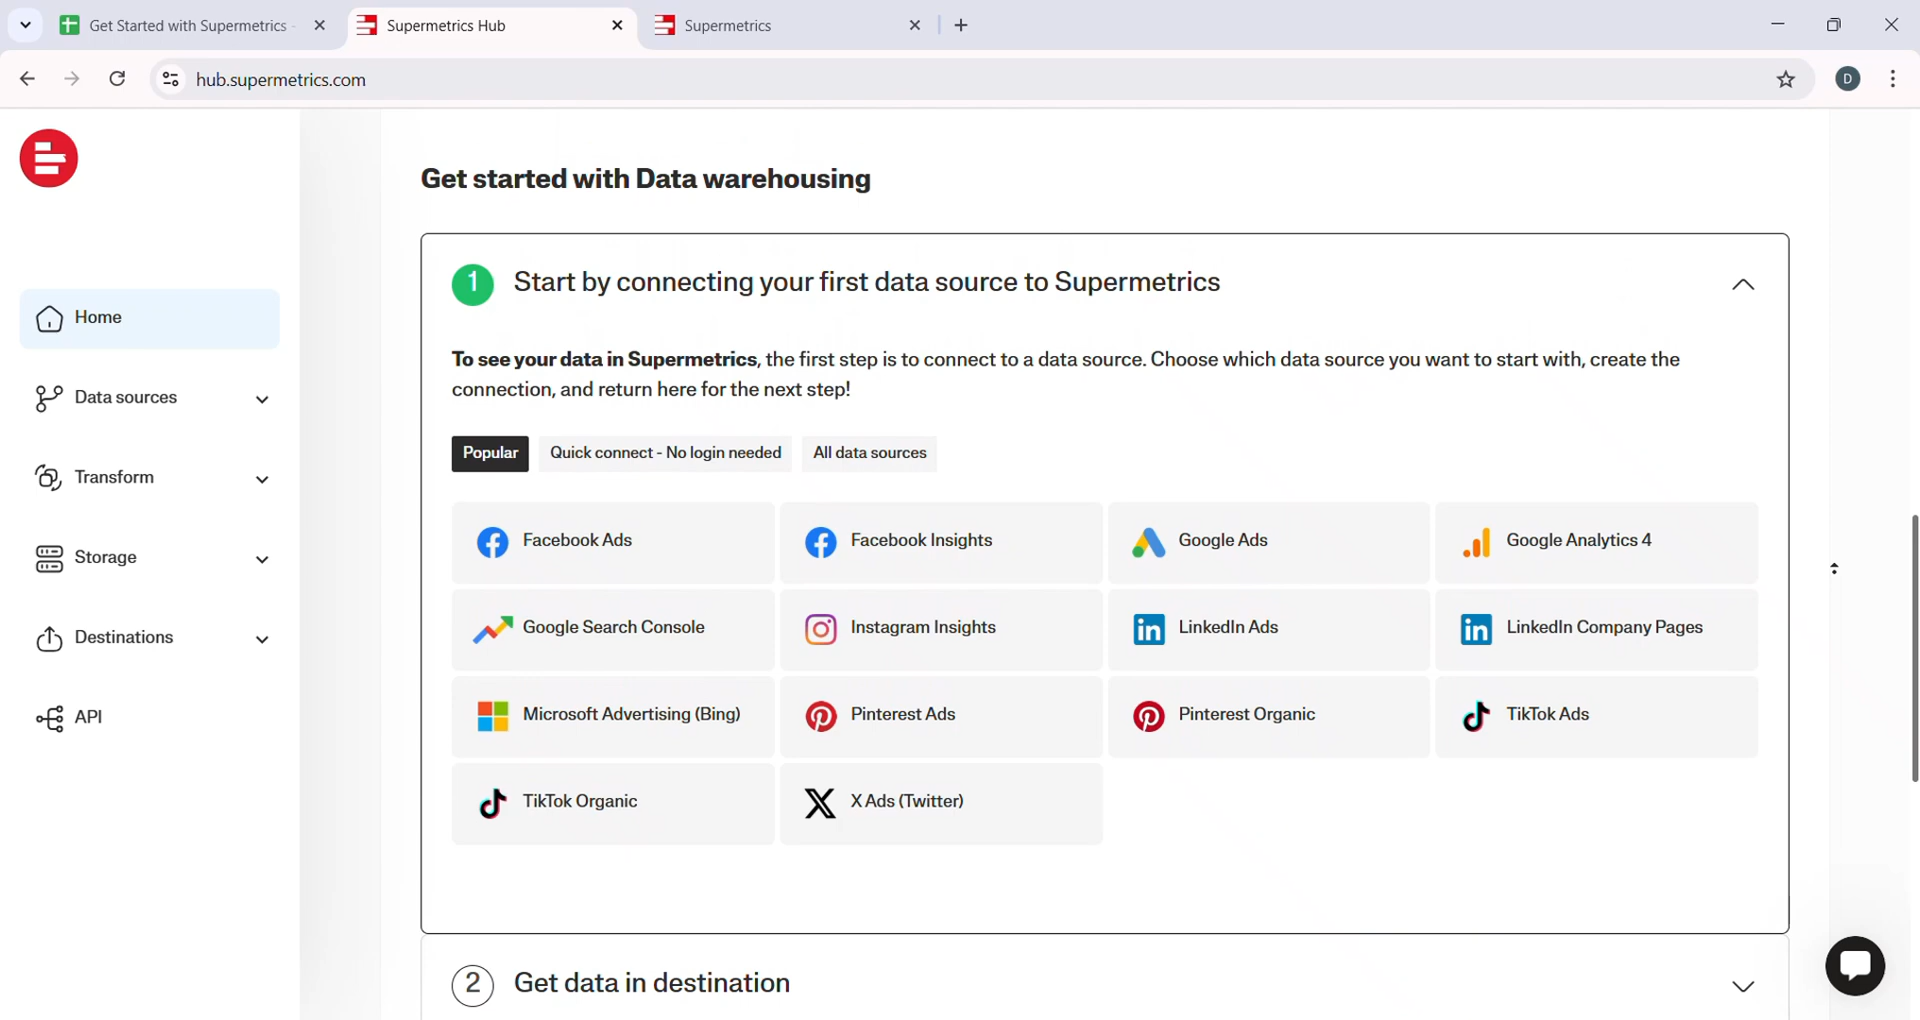 Get Started with Supermetrics -
Supermetrics Hub
Supermetrics
hub.supermetrics.com
D
Home
Data sources
Transform
Storage
Destinations
API
Get started with Data warehousing
1 Start by connecting your first data source to Supermetrics
To see your data in Supermetrics, the first step is to connect to a data source. Choose which data source you want to start with, create the
connection, and return here for the next step!
Popular Quick connect - No login needed All data sources
Facebook Ads Facebook Insights Google Ads Google Analytics 4
Google Search Console Instagram Insights LinkedIn Ads LinkedIn Company Pages
Microsoft Advertising (Bing) Pinterest Ads Pinterest Organic TikTok Ads
TikTok Organic X Ads (Twitter)
2 Get data in destination